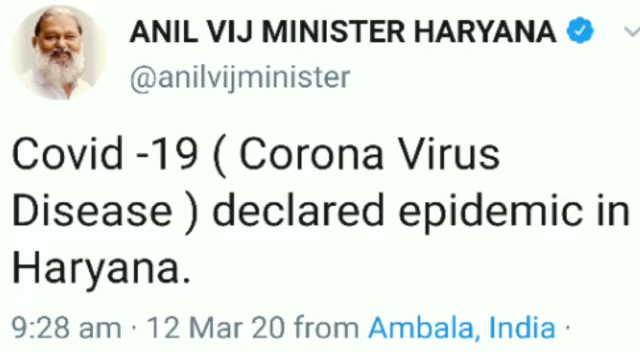 ANIL VIJ MINISTER HARYANA
@anilvijminister
Covid -19 ( Corona Virus
Disease ) declared epidemic in
Haryana.
9:28 am · 12 Mar 20 from Ambala, India ·